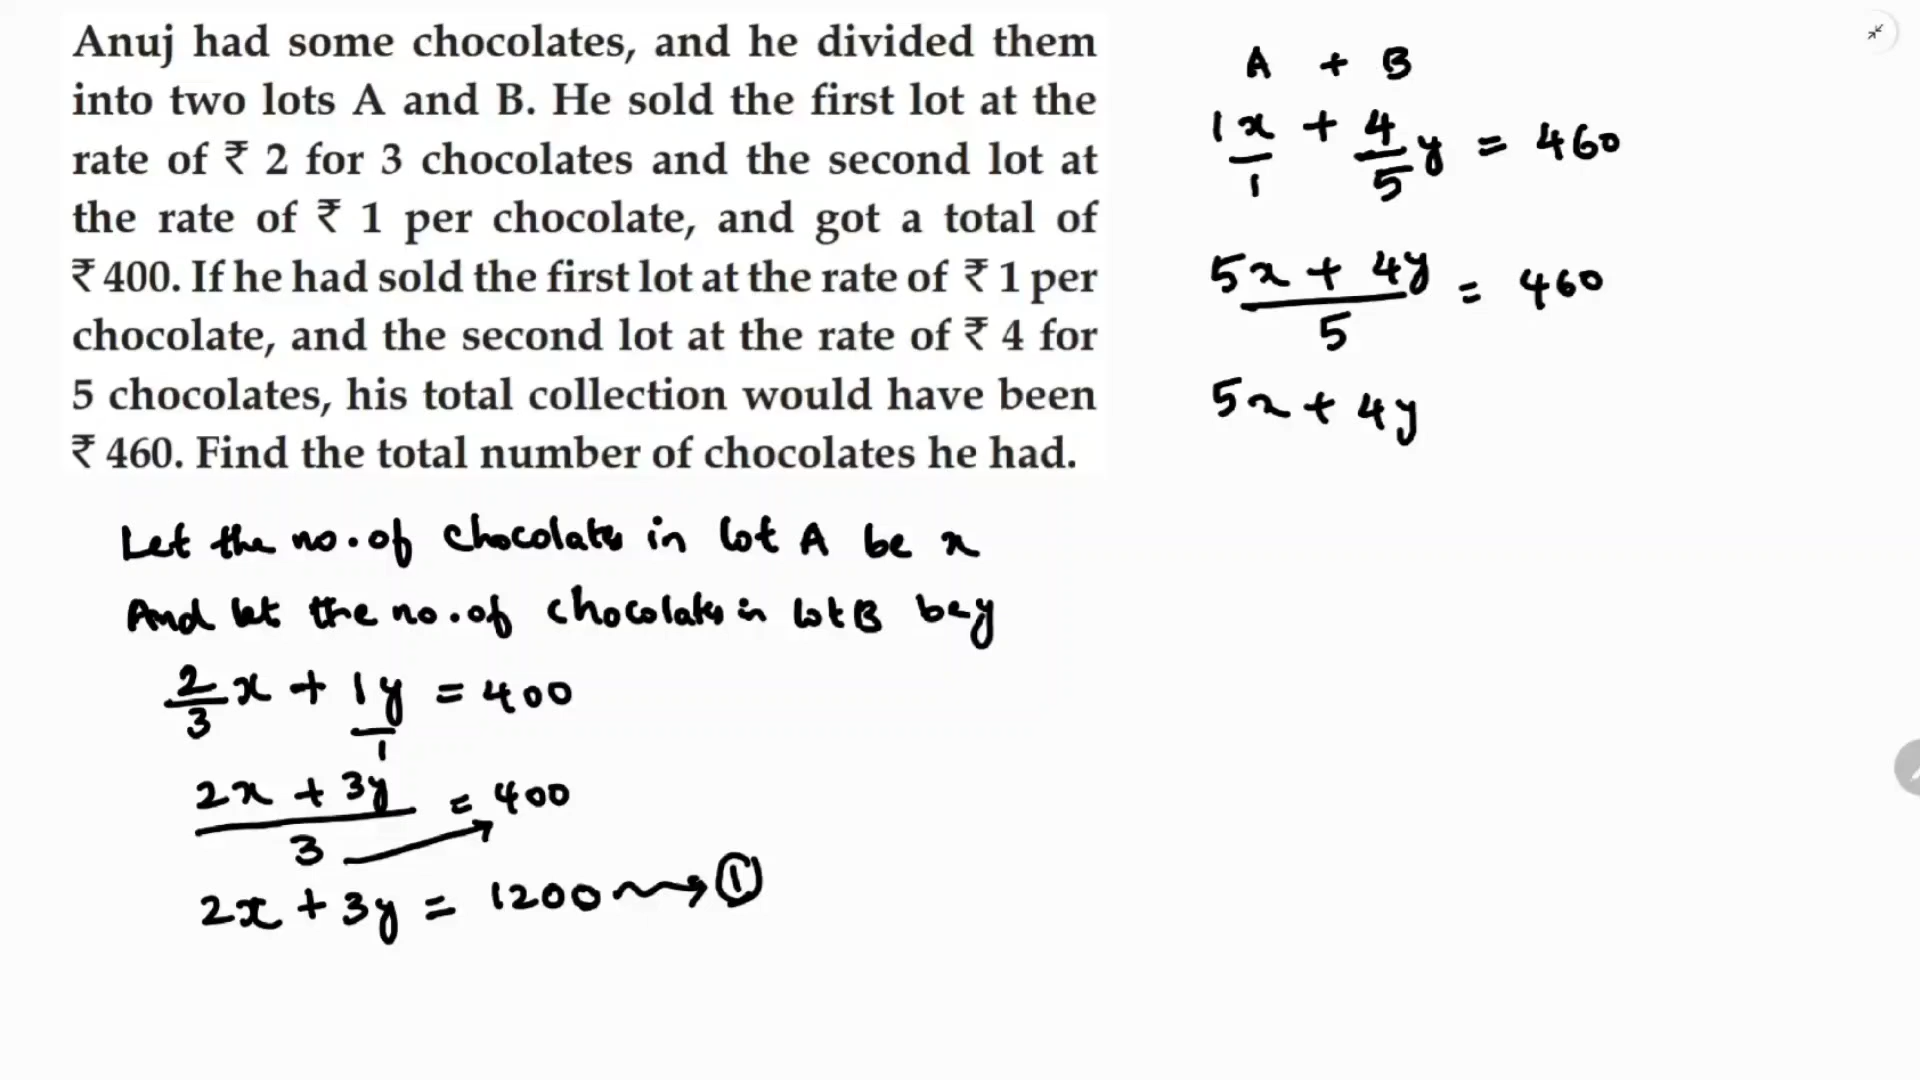 Anuj had some chocolates, and he divided them
into two lots A and B. He sold the first lot at the
rate of ₹ 2 for 3 chocolates and the second lot at
the rate of ₹ 1 per chocolate, and got a total of
₹ 400. If he had sold the first lot at the rate of ₹ 1 per
chocolate, and the second lot at the rate of ₹ 4 for
5 chocolates, his total collection would have been
₹ 460. Find the total number of chocolates he had.
Let the no. of chocolates in lot A be x
And let the no. of chocolates in lot B be y
2/3 x + 1y/1 = 400
(2x + 3y)/3 = 400
2x + 3y = 1200 → ①
A + B
1x/1 + 4/5 y = 460
(5x + 4y)/5 = 460
5x + 4y